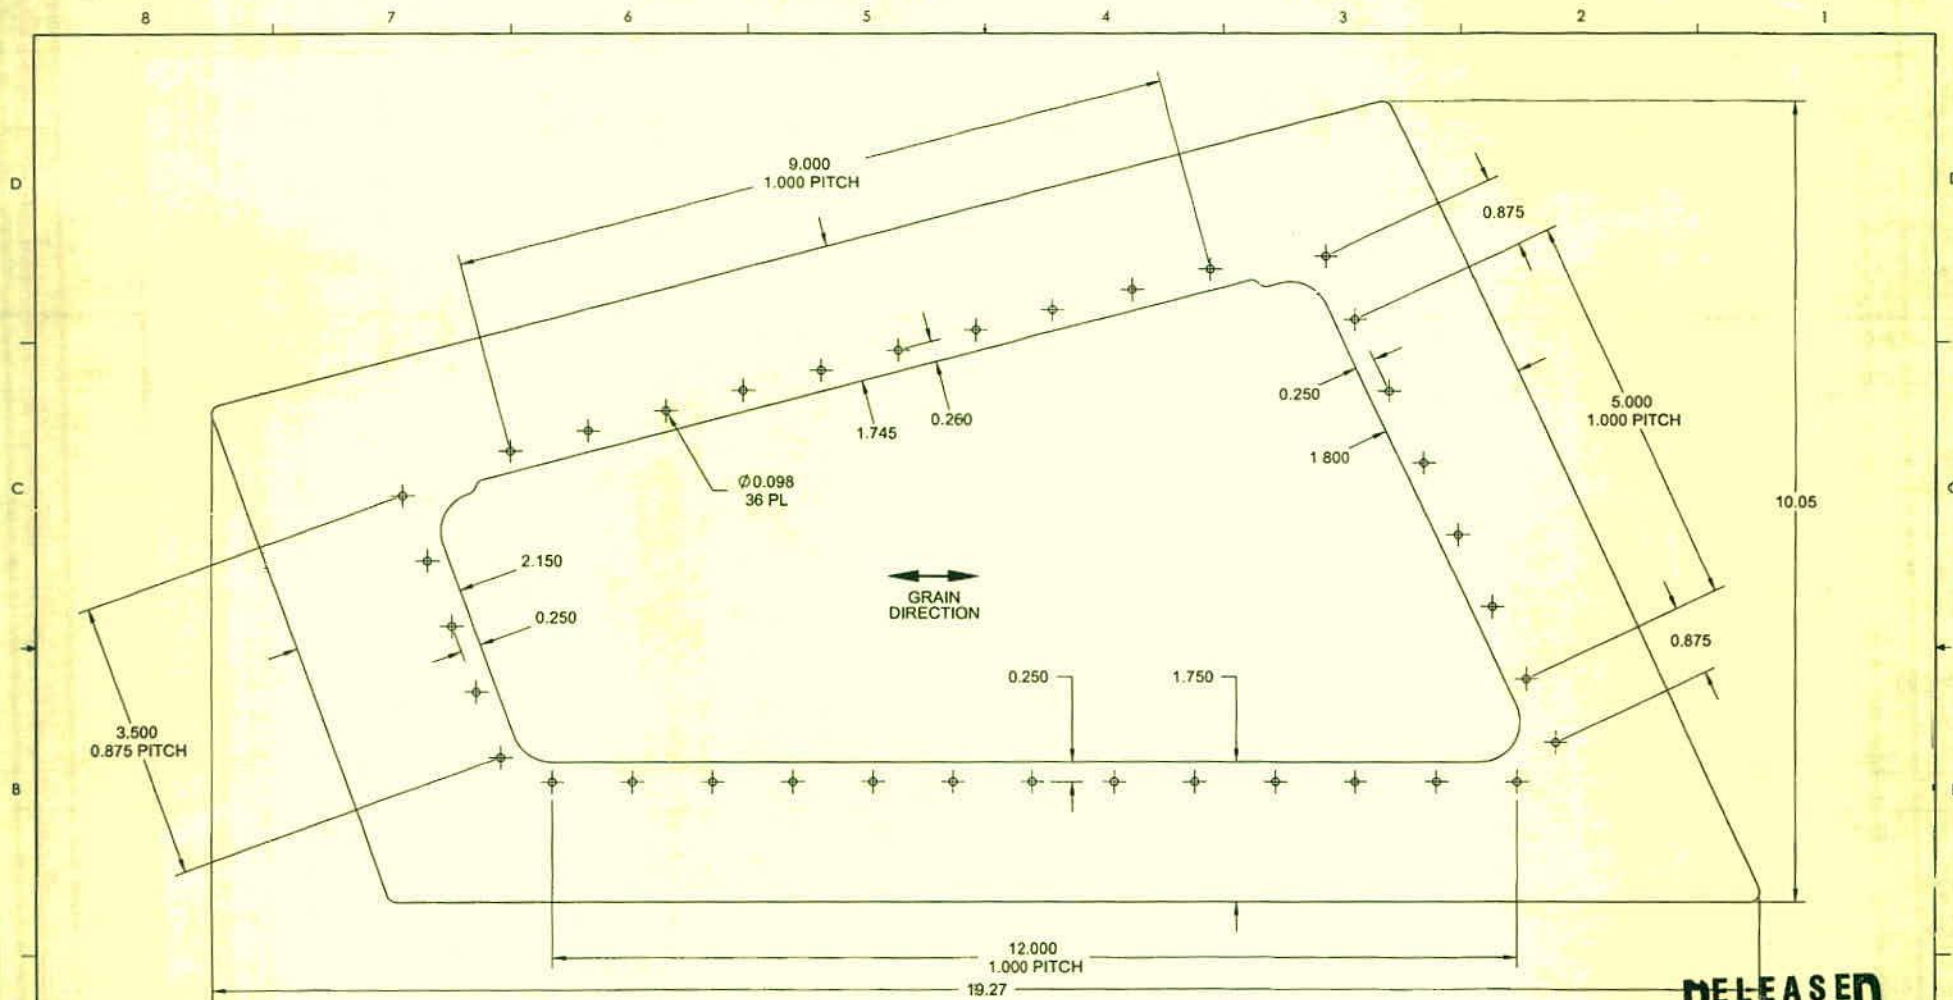 8 7 6 5 4 3 2 1
D
9.000
1.000 PITCH
0.875
0.250
5.000
1.000 PITCH
1.745
0.260
1 800
C
Ø0.098
36 PL
10.05
2.150
GRAIN
DIRECTION
0.250
0.875
0.250
1.750
3.500
0.875 PITCH
B
12.000
1.000 PITCH
19.27
RELEASED